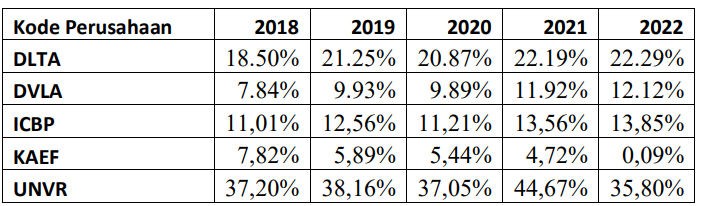 Kode Perusahaan 2018 2019 2020 2021 2022
DLTA 18.50% 21.25% 20.87% 22.19% 22.29%
DVLA 7.84% 9.93% 9.89% 11.92% 12.12%
ICBP 11,01% 12,56% 11,21% 13,56% 13,85%
KAEF 7,82% 5,89% 5,44% 4,72% 0,09%
UNVR 37,20% 38,16% 37,05% 44,67% 35,80%